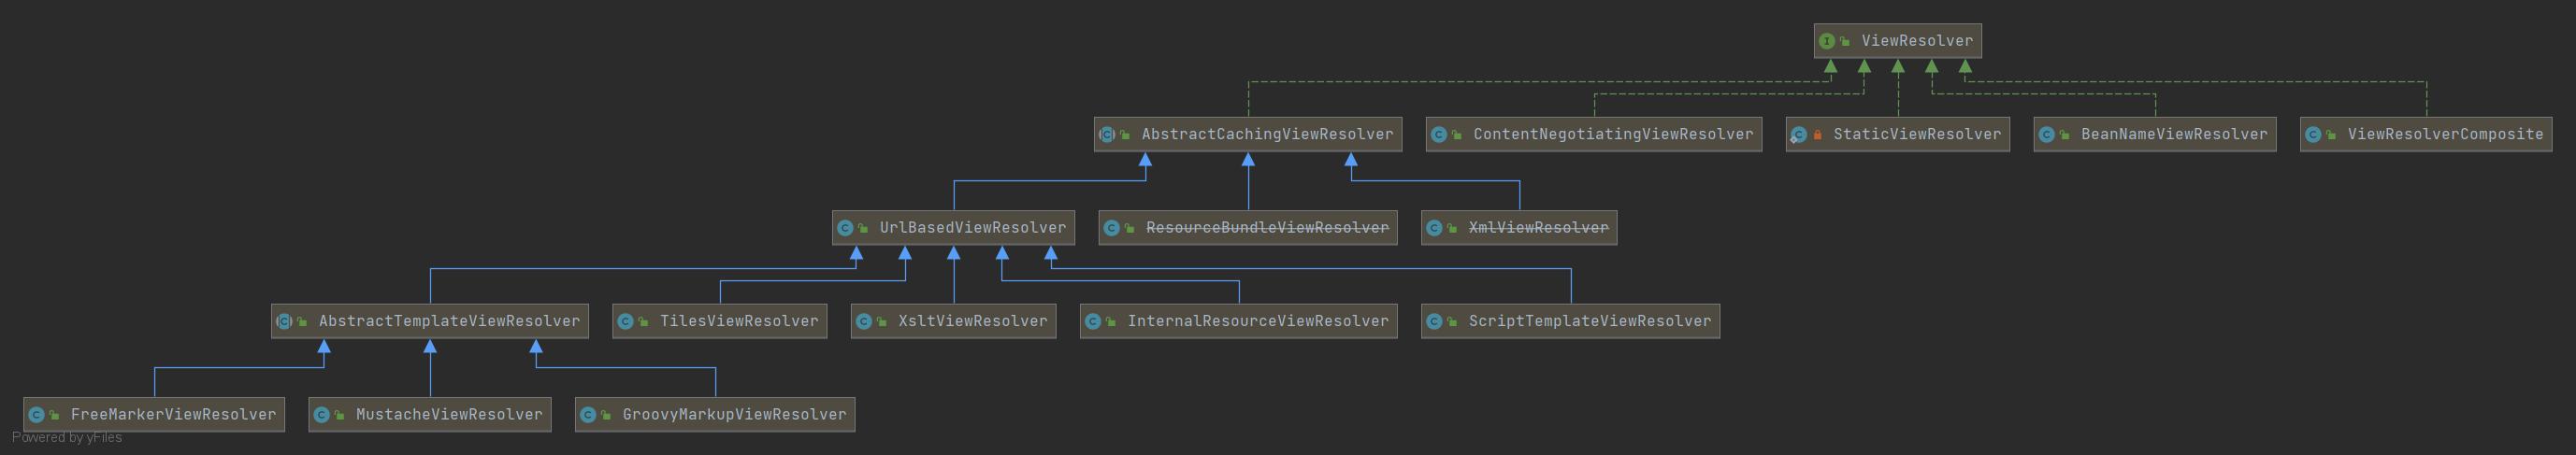 ViewResolver
AbstractCachingViewResolver
ContentNegotiatingViewResolver
StaticViewResolver
BeanNameViewResolver
ViewResolverComposite
UrlBasedViewResolver
ResourceBundleViewResolver
XmlViewResolver
AbstractTemplateViewResolver
TilesViewResolver
XsltViewResolver
InternalResourceViewResolver
ScriptTemplateViewResolver
FreeMarkerViewResolver
MustacheViewResolver
GroovyMarkupViewResolver
Powered by yFiles